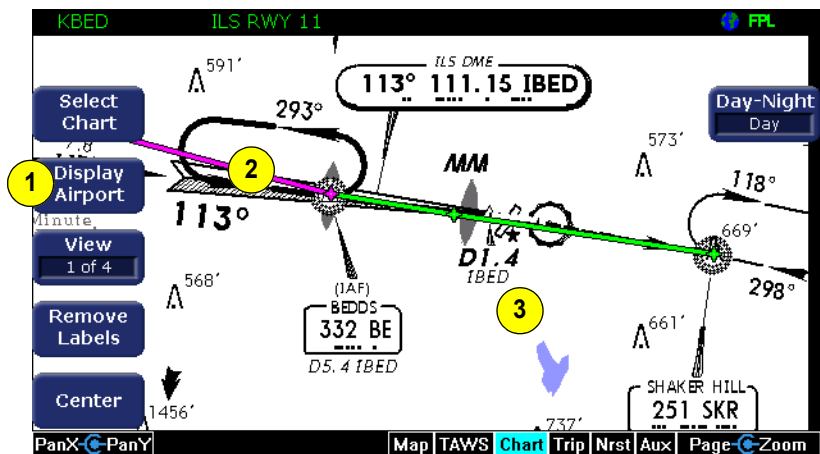 KBED ILS RWY 11 FPL
591'
ILS DME
113° 111.15 IBED
Select
Chart
293°
Day-Night
Day
573'
7.8
1
Display
Airport
2
MM
118°
113°
Minute
669'
View
1 of 4
D1.4
IBED
298°
568'
(IAF)
BEDDS
332 BE
D5.4 IBED
3
Remove
Labels
661'
SHAKER HILL
251 SKR
Center
1456'
737'
PanX PanY Map TAWS Chart Trip Nrst Aux Page Zoom